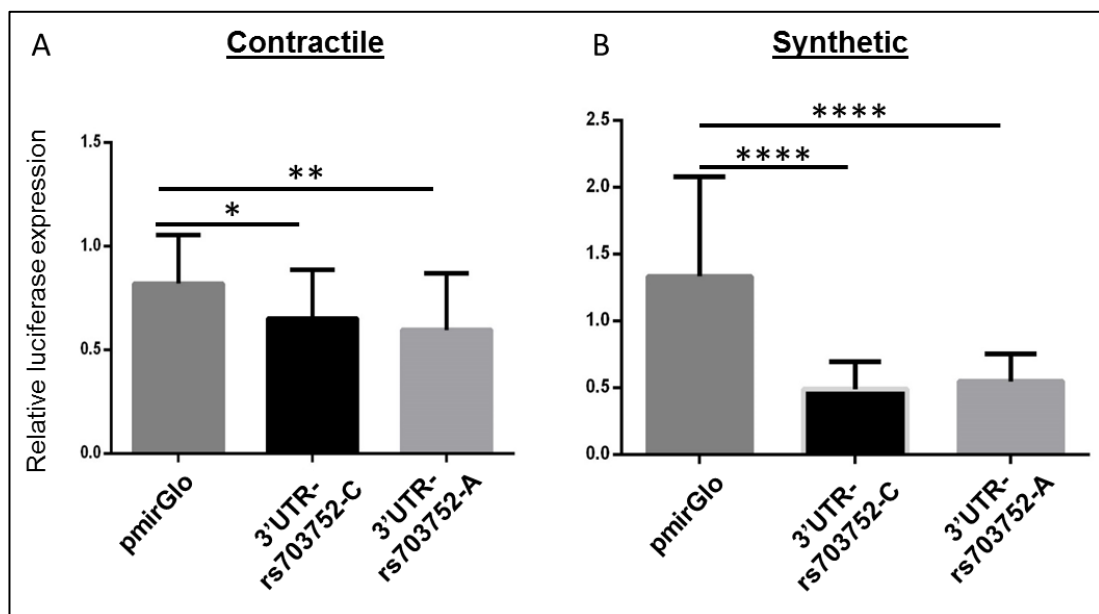 A
Contractile
Relative luciferase expression
1.5
1.0
0.5
0.0
**
*
pmirGlo
3'UTR-
rs703752-C
3'UTR-
rs703752-A
B
Synthetic
2.5
2.0
1.5
1.0
0.5
0.0
****
****
pmirGlo
3'UTR-
rs703752-C
3'UTR-
rs703752-A